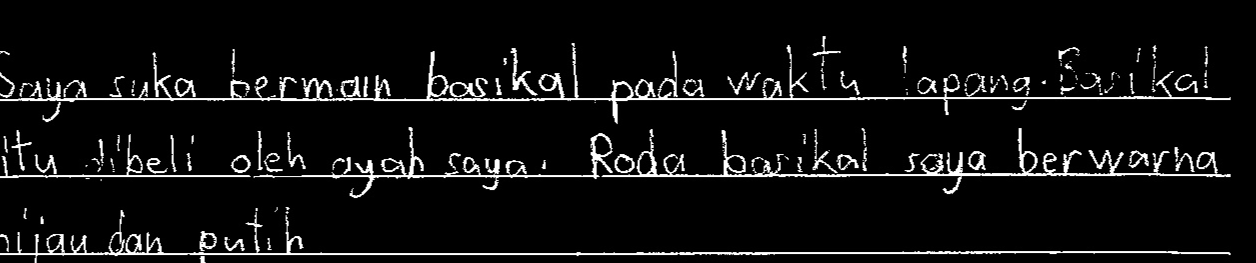 Saya suka bermain basikal pada waktu lapang. Basikal
itu dibeli oleh ayah saya. Roda basikal saya berwarna
hijau dan putih